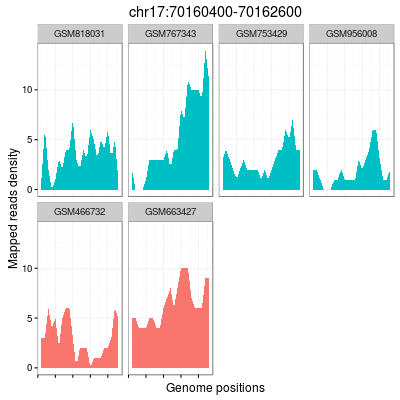 chr17:70160400-70162600
GSM818031 GSM767343 GSM753429 GSM956008
10
5
0
GSM466732 GSM663427
10
5
0
Mapped reads density
Genome positions